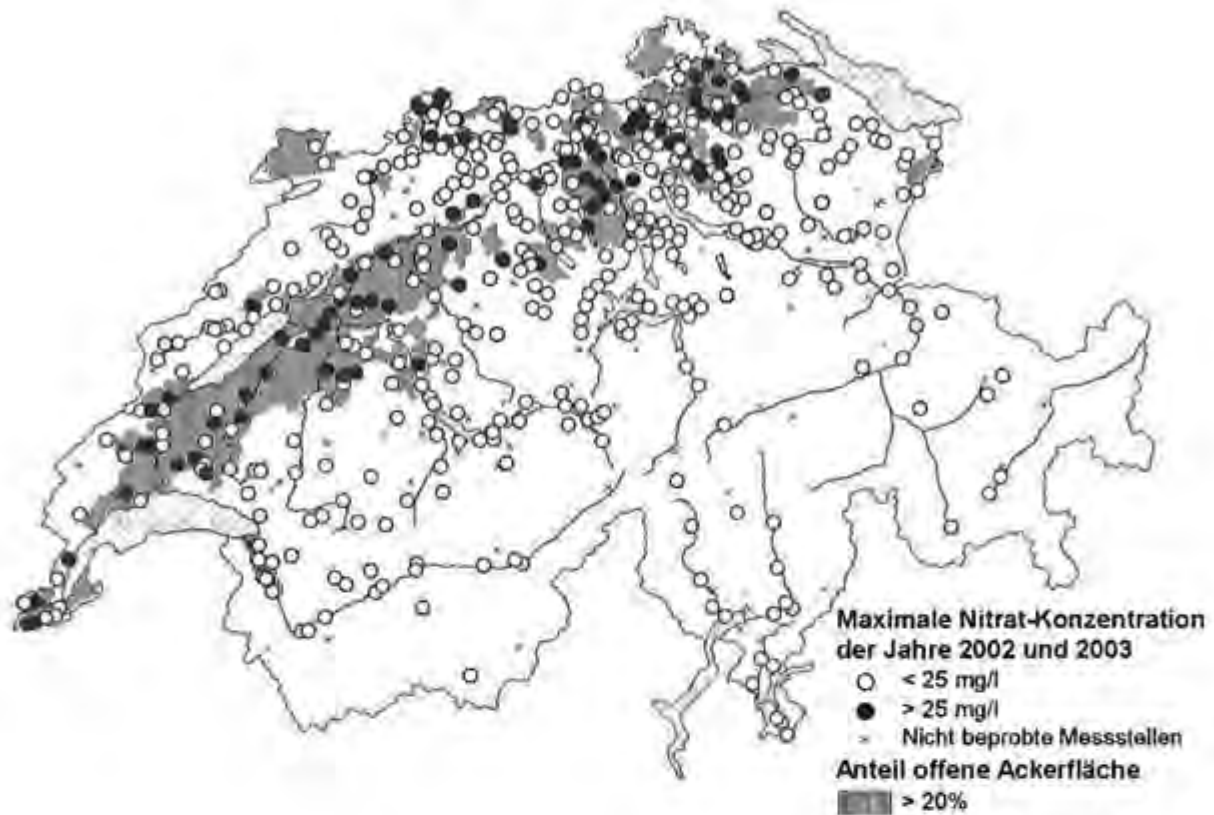 Maximale Nitrat-Konzentration
der Jahre 2002 und 2003
< 25 mg/l
> 25 mg/l
Nicht beprobte Messstellen
Anteil offene Ackerfläche
> 20%